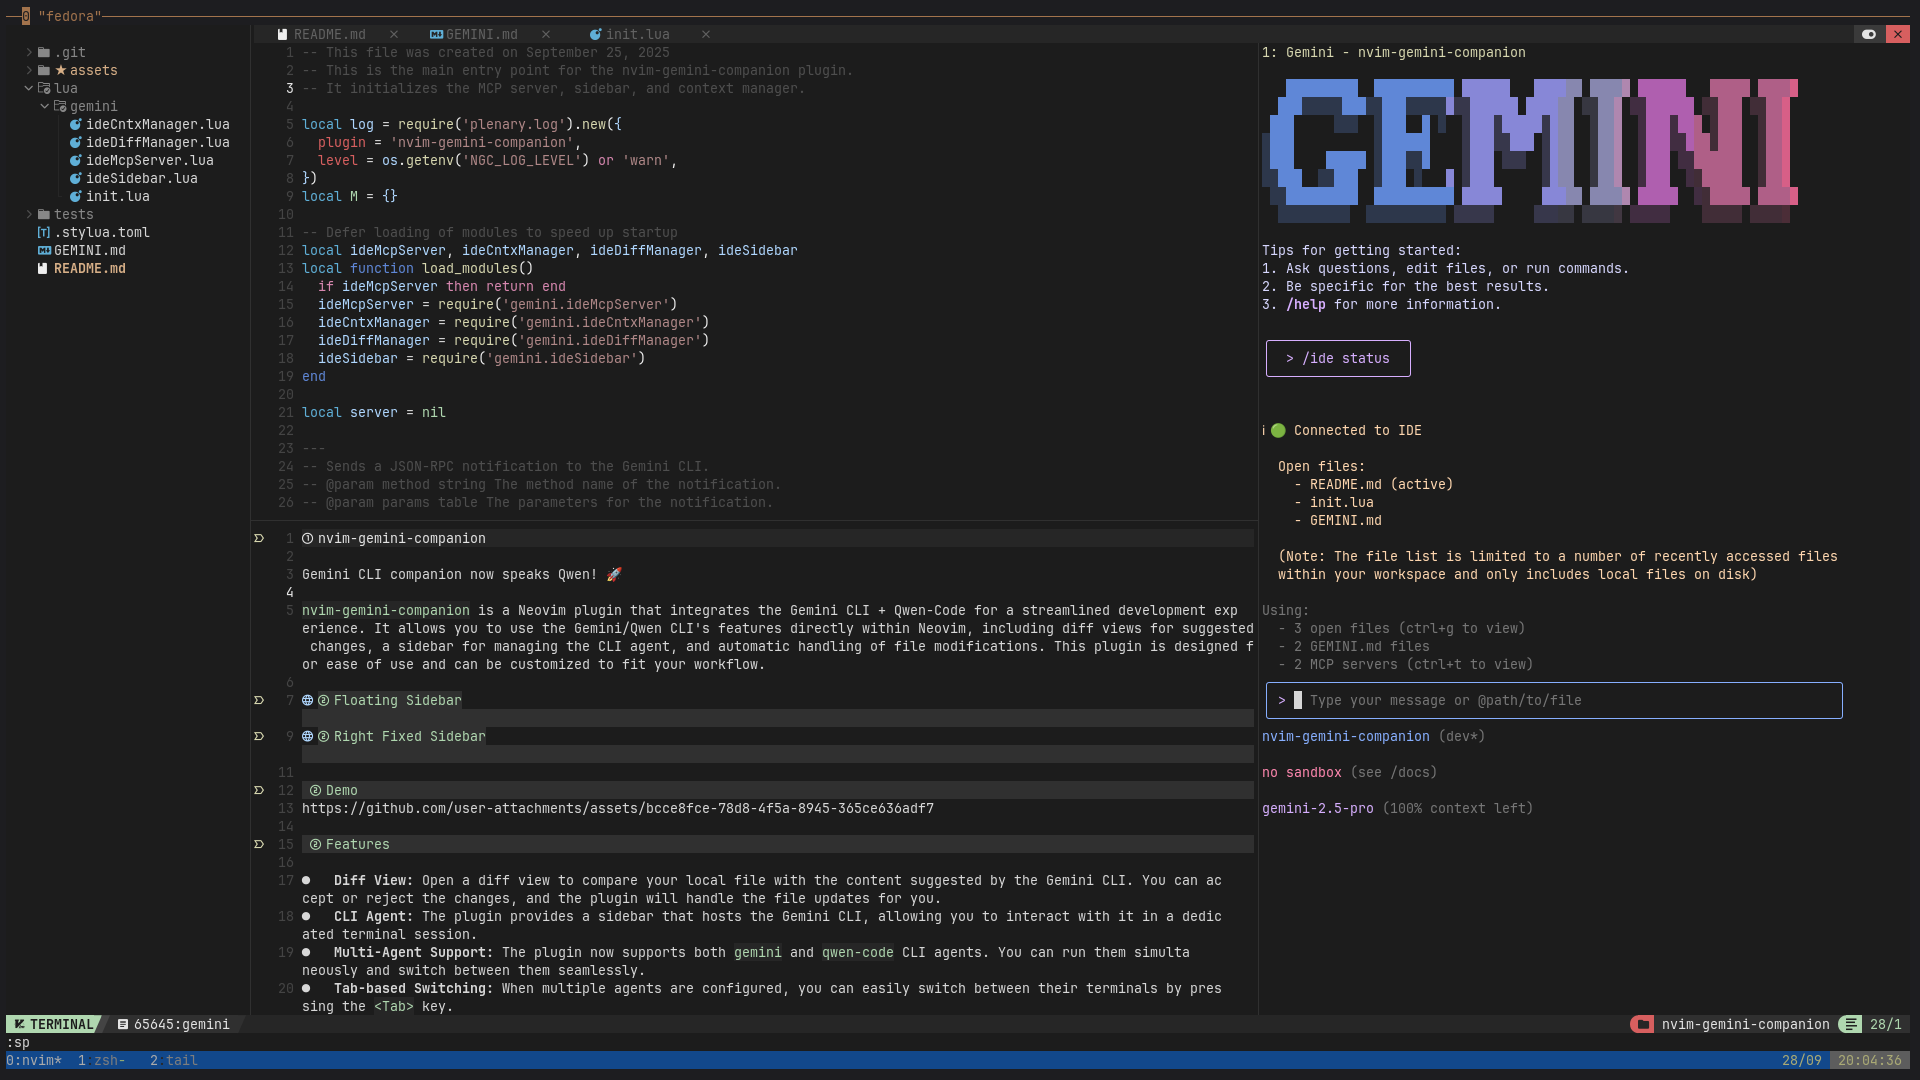 0 "fedora"
.git
assets
lua
gemini
ideCntxManager.lua
ideDiffManager.lua
ideMcpServer.lua
ideSidebar.lua
init.lua
tests
.stylua.toml
GEMINI.md
README.md
README.md × GEMINI.md × init.lua ×
1 -- This file was created on September 25, 2025
2 -- This is the main entry point for the nvim-gemini-companion plugin.
3 -- It initializes the MCP server, sidebar, and context manager.
4
5 local log = require('plenary.log').new({
6   plugin = 'nvim-gemini-companion',
7   level = os.getenv('NGC_LOG_LEVEL') or 'warn',
8 })
9 local M = {}
10
11 -- Defer loading of modules to speed up startup
12 local ideMcpServer, ideCntxManager, ideDiffManager, ideSidebar
13 local function load_modules()
14   if ideMcpServer then return end
15   ideMcpServer = require('gemini.ideMcpServer')
16   ideCntxManager = require('gemini.ideCntxManager')
17   ideDiffManager = require('gemini.ideDiffManager')
18   ideSidebar = require('gemini.ideSidebar')
19 end
20
21 local server = nil
22
23 ---
24 -- Sends a JSON-RPC notification to the Gemini CLI.
25 -- @param method string The method name of the notification.
26 -- @param params table The parameters for the notification.
1 ① nvim-gemini-companion
2
3 Gemini CLI companion now speaks Qwen! 🚀
4
5 nvim-gemini-companion is a Neovim plugin that integrates the Gemini CLI + Qwen-Code for a streamlined development exp
erience. It allows you to use the Gemini/Qwen CLI's features directly within Neovim, including diff views for suggested
changes, a sidebar for managing the CLI agent, and automatic handling of file modifications. This plugin is designed f
or ease of use and can be customized to fit your workflow.
6
7 ② Floating Sidebar
9 ② Right Fixed Sidebar
11
12 ② Demo
13 https://github.com/user-attachments/assets/bcce8fce-78d8-4f5a-8945-365ce636adf7
14
15 ② Features
16
17 ● Diff View: Open a diff view to compare your local file with the content suggested by the Gemini CLI. You can ac
cept or reject the changes, and the plugin will handle the file updates for you.
18 ● CLI Agent: The plugin provides a sidebar that hosts the Gemini CLI, allowing you to interact with it in a dedic
ated terminal session.
19 ● Multi-Agent Support: The plugin now supports both gemini and qwen-code CLI agents. You can run them simulta
neously and switch between them seamlessly.
20 ● Tab-based Switching: When multiple agents are configured, you can easily switch between their terminals by pres
sing the <Tab> key.
1: Gemini - nvim-gemini-companion
GEMINI
Tips for getting started:
1. Ask questions, edit files, or run commands.
2. Be specific for the best results.
3. /help for more information.
> /ide status
i 🟢 Connected to IDE
Open files:
- README.md (active)
- init.lua
- GEMINI.md
(Note: The file list is limited to a number of recently accessed files
within your workspace and only includes local files on disk)
Using:
- 3 open files (ctrl+g to view)
- 2 GEMINI.md files
- 2 MCP servers (ctrl+t to view)
> Type your message or @path/to/file
nvim-gemini-companion (dev*)
no sandbox (see /docs)
gemini-2.5-pro (100% context left)
TERMINAL 65645:gemini nvim-gemini-companion 28/1
:sp
0:nvim* 1:zsh- 2:tail 28/09 20:04:36